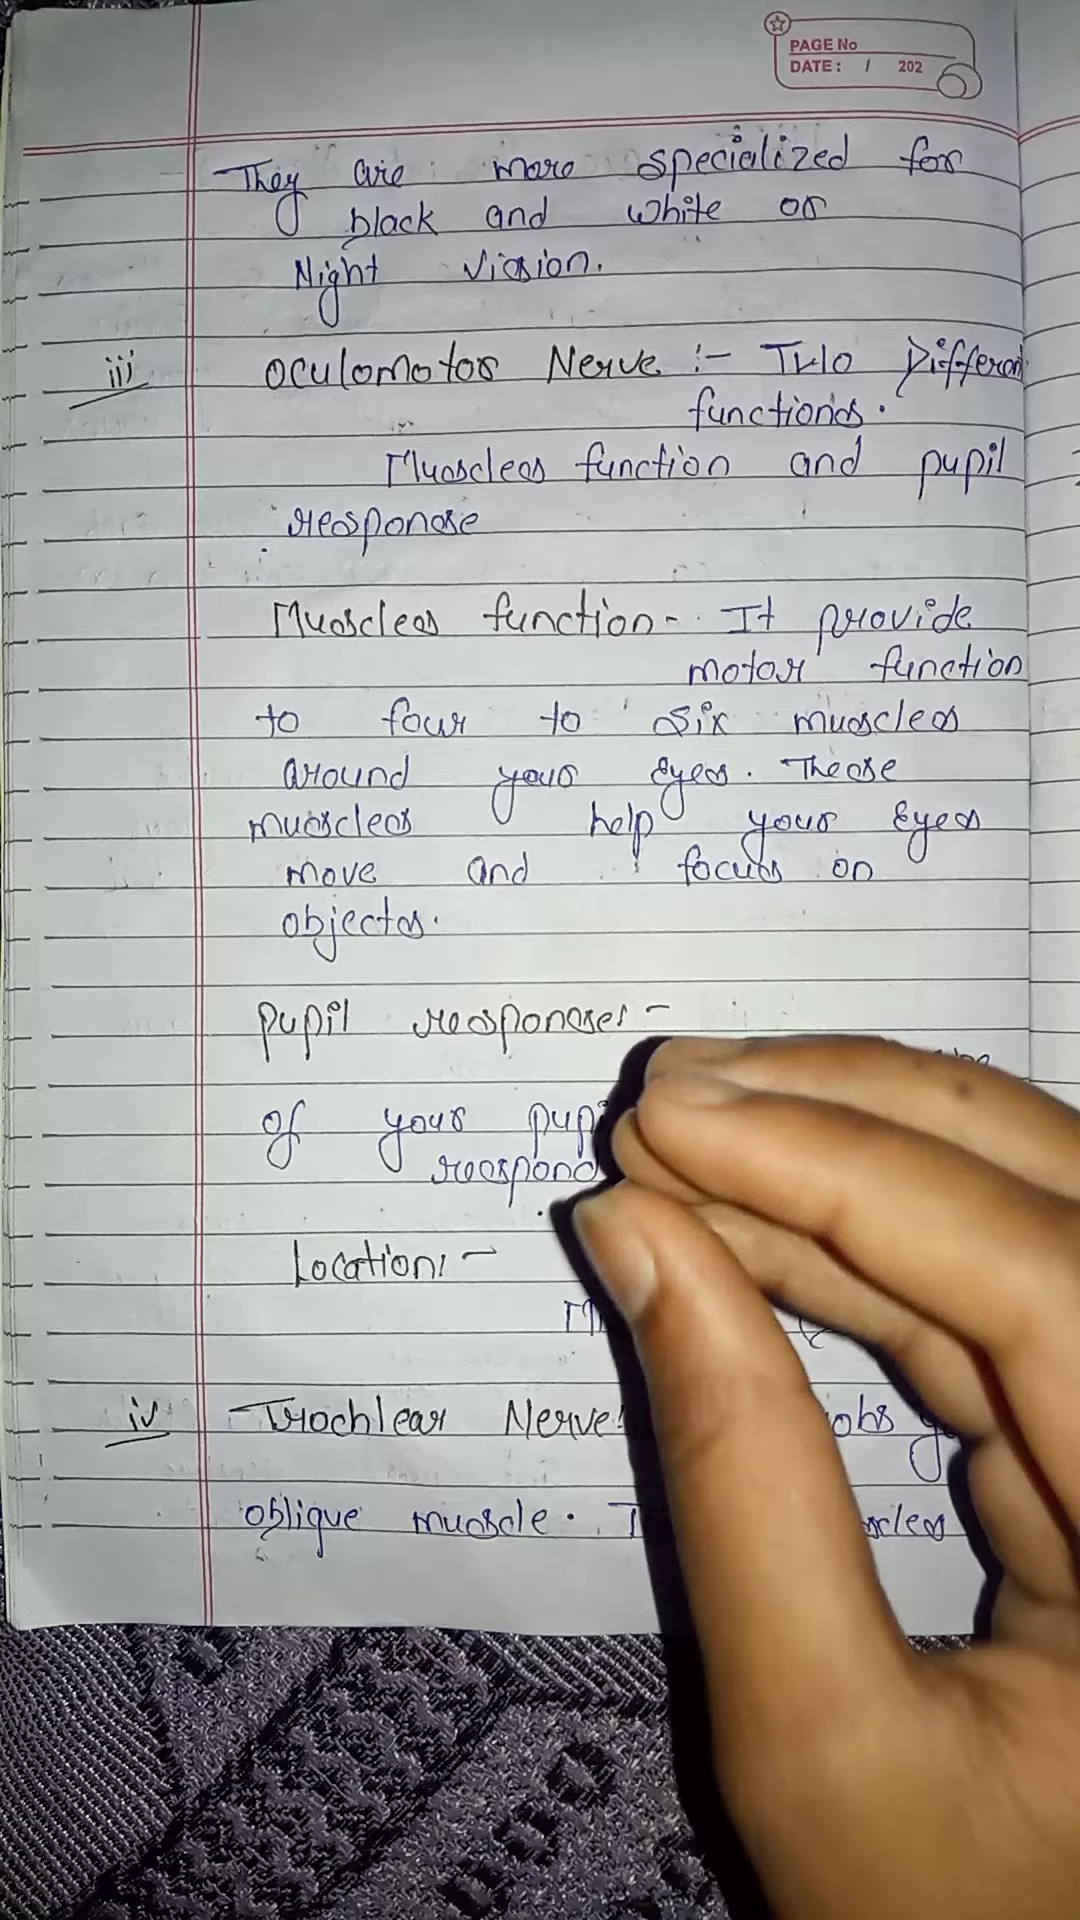 PAGE No
DATE: / 202
They are more specialized for
black and white or
Night Vision.
iii Oculomotor Nerve :- Two Different
functions.
Muscles function and pupil
response
Muscles function - It provide
motor function
to four to six muscles
around your Eyes. These
muscles help your Eyes
move and focus on
objects.
pupil responses -
of your
respond
Location: -
iv Trochlear Nerve:
oblique muscle.